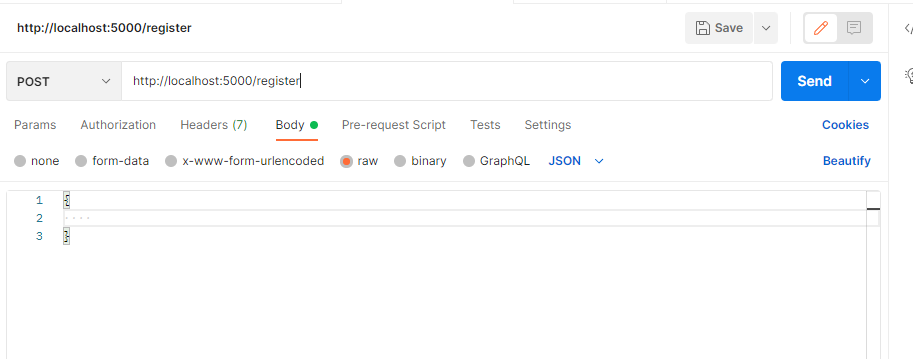 http://localhost:5000/register Save
POST http://localhost:5000/register Send
Params Authorization Headers (7) Body Pre-request Script Tests Settings Cookies
none form-data x-www-form-urlencoded raw binary GraphQL JSON Beautify
1 {
2
3 }